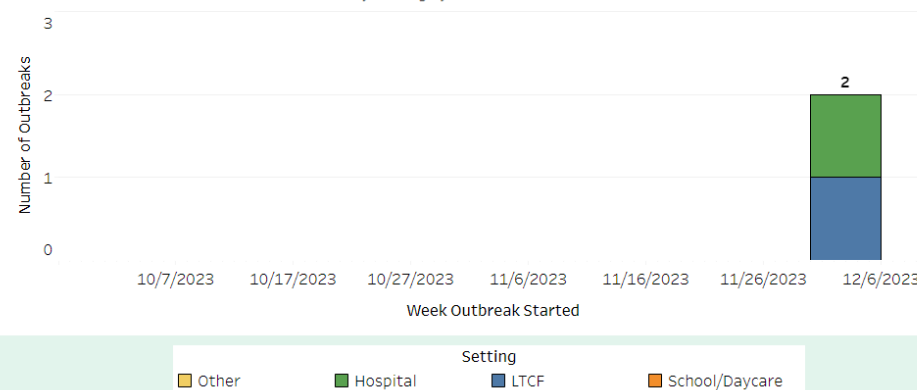 3
2
2
1
0
Number of Outbreaks
10/7/2023 10/17/2023 10/27/2023 11/6/2023 11/16/2023 11/26/2023 12/6/2023
Week Outbreak Started
Setting
Other Hospital LTCF School/Daycare